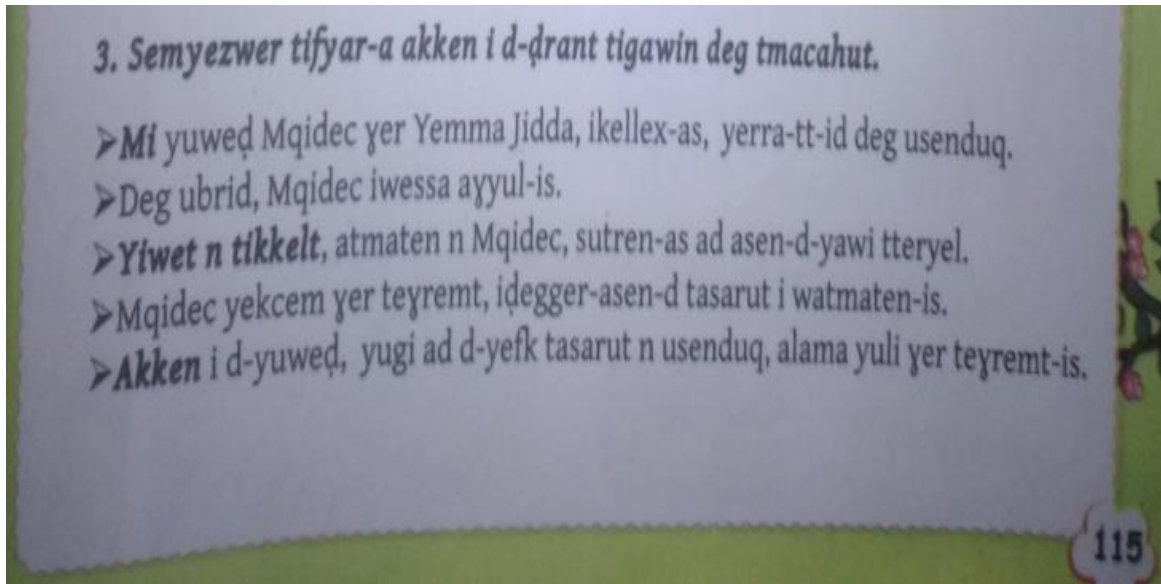 3. Semyezwer tifyar-a akken i d-ḍrant tigawin deg tmacahut.
➢Mi yuweḍ Mqidec ɣer Yemma Jidda, ikellex-as, yerra-tt-id deg usenduq.
➢Deg ubrid, Mqidec iwessa aɣyul-is.
➢Yiwet n tikkelt, atmaten n Mqidec, sutren-as ad asen-d-yawi tteryel.
➢Mqidec yekcem ɣer teɣremt, iḍegger-asen-d tasarut i watmaten-is.
➢Akken i d-yuweḍ, yugi ad d-yefk tasarut n usenduq, alama yuli ɣer teɣremt-is.
115